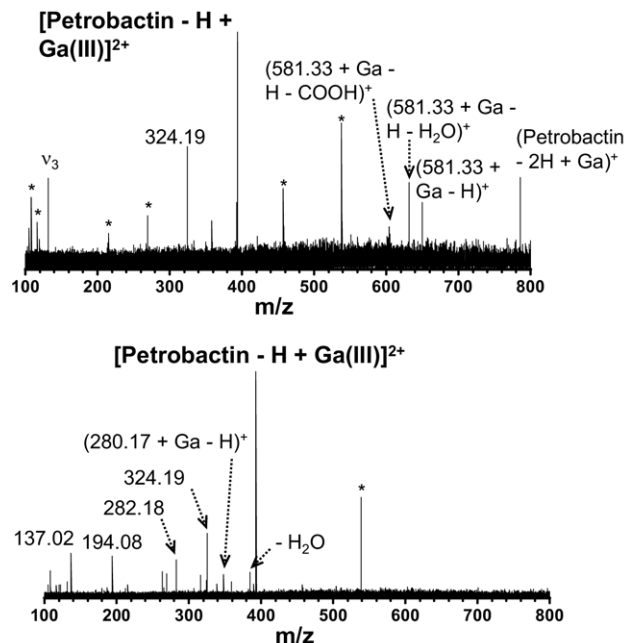 [Petrobactin - H +
Ga(III)]²⁺
(581.33 + Ga -
H - COOH)⁺
(581.33 + Ga -
H - H₂O)⁺
(Petrobactin
- 2H + Ga)⁺
(581.33 +
Ga - H)⁺
324.19
ν₃
*
*
*
*
*
*
100 200 300 400 500 600 700 800
m/z
[Petrobactin - H + Ga(III)]²⁺
(280.17 + Ga - H)⁺
324.19
282.18
- H₂O
137.02 194.08
*
100 200 300 400 500 600 700 800
m/z